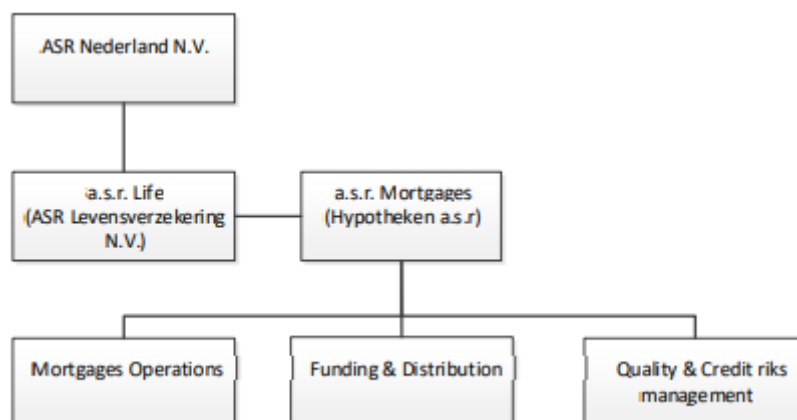 ASR Nederland N.V.
a.s.r. Life
(ASR Levensverzekering
N.V.)
a.s.r. Mortgages
(Hypotheken a.s.r)
Mortgages Operations
Funding & Distribution
Quality & Credit riks
management